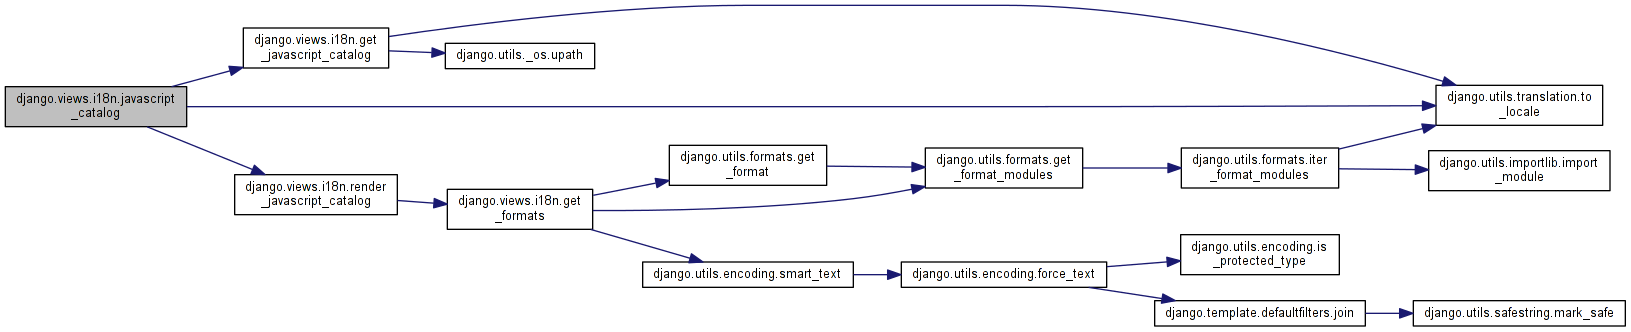 django.views.i18n.javascript
_catalog
django.views.i18n.get
_javascript_catalog
django.utils._os.upath
django.utils.translation.to
_locale
django.views.i18n.render
_javascript_catalog
django.views.i18n.get
_formats
django.utils.formats.get
_format
django.utils.formats.get
_format_modules
django.utils.formats.iter
_format_modules
django.utils.importlib.import
_module
django.utils.encoding.smart_text
django.utils.encoding.force_text
django.utils.encoding.is
_protected_type
django.template.defaultfilters.join
django.utils.safestring.mark_safe